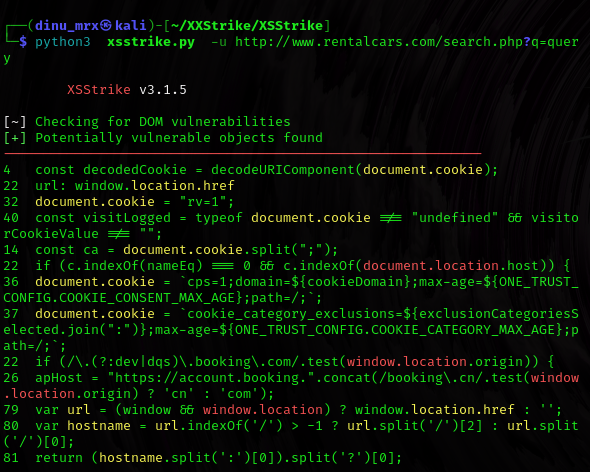 ┌──(dinu_mrx㉿kali)-[~/XXStrike/XSStrike]
└─$ python3  xsstrike.py  -u http://www.rentalcars.com/search.php?q=quer
y
XSStrike v3.1.5
[~] Checking for DOM vulnerabilities
[+] Potentially vulnerable objects found
------------------------------------------------------------
4   const decodedCookie = decodeURIComponent(document.cookie);
22  url: window.location.href
32  document.cookie = "rv=1";
40  const visitLogged = typeof document.cookie !== "undefined" && visito
rCookieValue !== "";
14  const ca = document.cookie.split(";");
22  if (c.indexOf(nameEq) === 0 && c.indexOf(document.location.host)) {
36  document.cookie = `cps=1;domain=${cookieDomain};max-age=${ONE_TRUST_
CONFIG.COOKIE_CONSENT_MAX_AGE};path=/;`;
37  document.cookie = `cookie_category_exclusions=${exclusionCategoriesS
elected.join(":")};max-age=${ONE_TRUST_CONFIG.COOKIE_CATEGORY_MAX_AGE};p
ath=/;`;
22  if (/\.(?:dev|dqs)\.booking\.com/.test(window.location.origin)) {
26  apHost = "https://account.booking.".concat(/booking\.cn/.test(window
.location.origin) ? 'cn' : 'com');
79  var url = (window && window.location) ? window.location.href : '';
80  var hostname = url.indexOf('/') > -1 ? url.split('/')[2] : url.split
('/')[0];
81  return (hostname.split(':')[0]).split('?')[0];